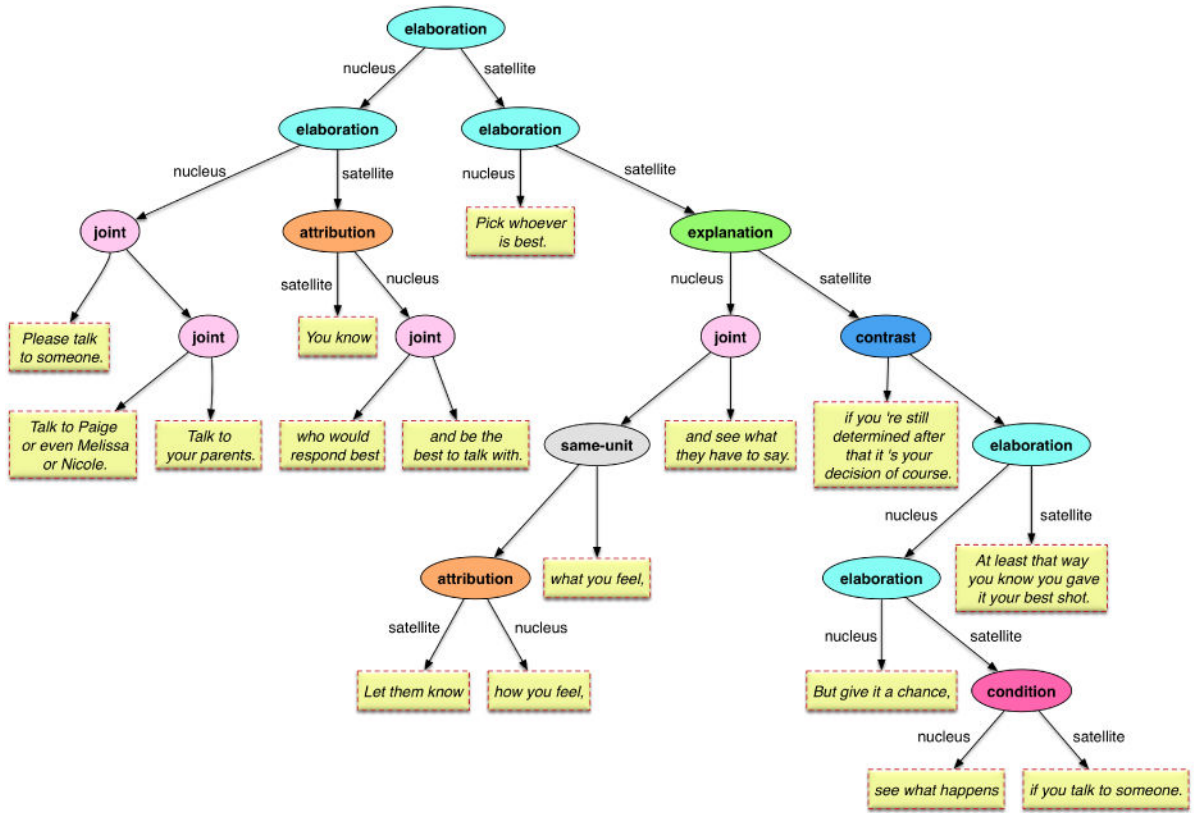 elaboration
nucleus
satellite
elaboration
elaboration
nucleus
satellite
nucleus
satellite
joint
attribution
Pick whoever
is best.
explanation
satellite
nucleus
nucleus
satellite
Please talk
to someone.
joint
You know
joint
joint
contrast
Talk to Paige
or even Melissa
or Nicole.
Talk to
your parents.
who would
respond best
and be the
best to talk with.
same-unit
and see what
they have to say.
if you 're still
determined after
that it 's your
decision of course.
elaboration
nucleus
satellite
attribution
what you feel,
elaboration
At least that way
you know you gave
it your best shot.
satellite
nucleus
nucleus
satellite
Let them know
how you feel,
But give it a chance,
condition
nucleus
satellite
see what happens
if you talk to someone.